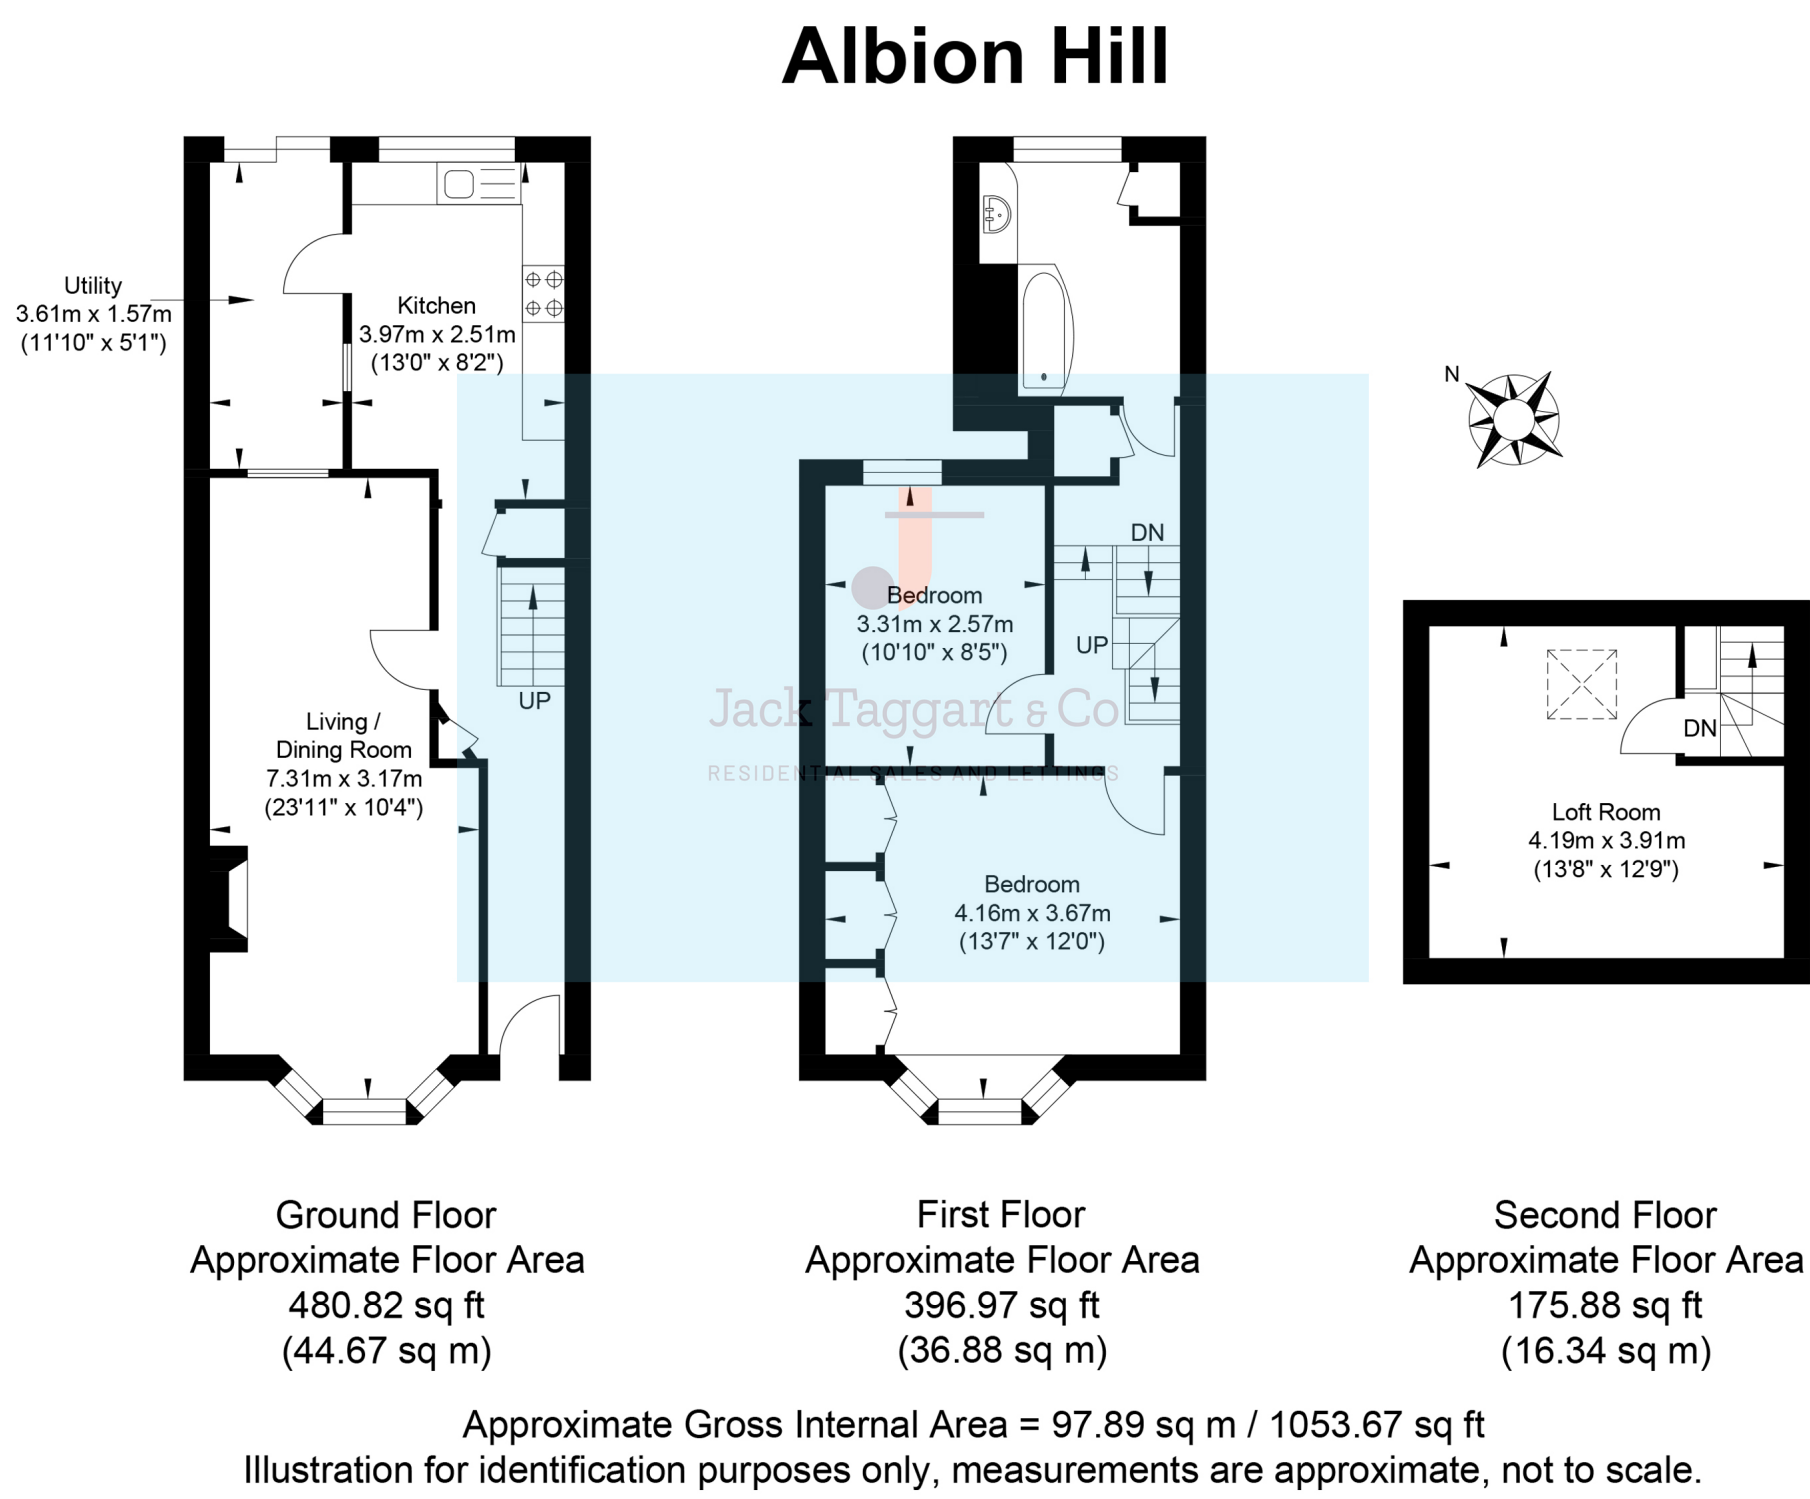 Albion Hill
Utility
3.61m x 1.57m
(11'10" x 5'1")
Kitchen
3.97m x 2.51m
(13'0" x 8'2")
Living /
Dining Room
7.31m x 3.17m
(23'11" x 10'4")
UP
DN
UP
Bedroom
3.31m x 2.57m
(10'10" x 8'5")
Jack Taggart & Co
RESIDENTIAL SALES AND LETTINGS
Bedroom
4.16m x 3.67m
(13'7" x 12'0")
N
DN
Loft Room
4.19m x 3.91m
(13'8" x 12'9")
Ground Floor
Approximate Floor Area
480.82 sq ft
(44.67 sq m)
First Floor
Approximate Floor Area
396.97 sq ft
(36.88 sq m)
Second Floor
Approximate Floor Area
175.88 sq ft
(16.34 sq m)
Approximate Gross Internal Area = 97.89 sq m / 1053.67 sq ft
Illustration for identification purposes only, measurements are approximate, not to scale.